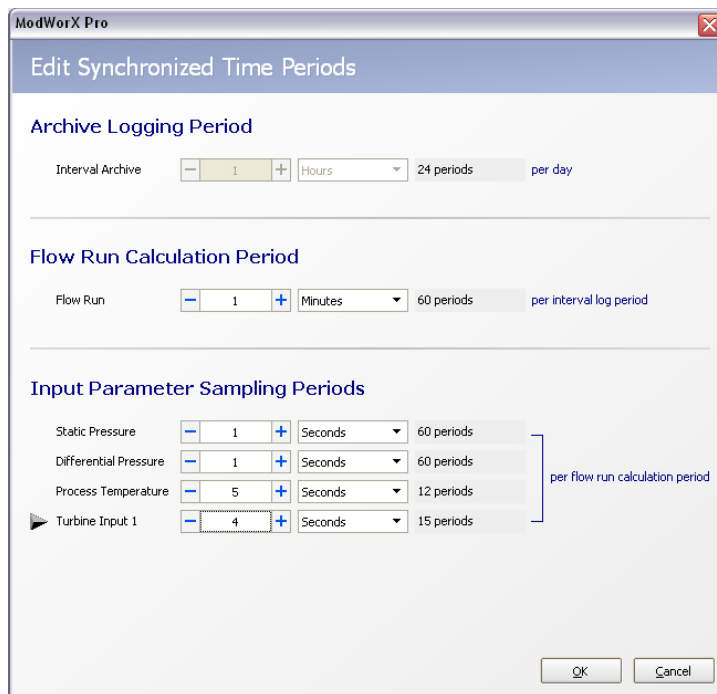 ModWorX Pro
Edit Synchronized Time Periods
Archive Logging Period
Interval Archive 1 Hours 24 periods per day
Flow Run Calculation Period
Flow Run 1 Minutes 60 periods per interval log period
Input Parameter Sampling Periods
Static Pressure 1 Seconds 60 periods
Differential Pressure 1 Seconds 60 periods
per flow run calculation period
Process Temperature 5 Seconds 12 periods
Turbine Input 1 4 Seconds 15 periods
OK Cancel